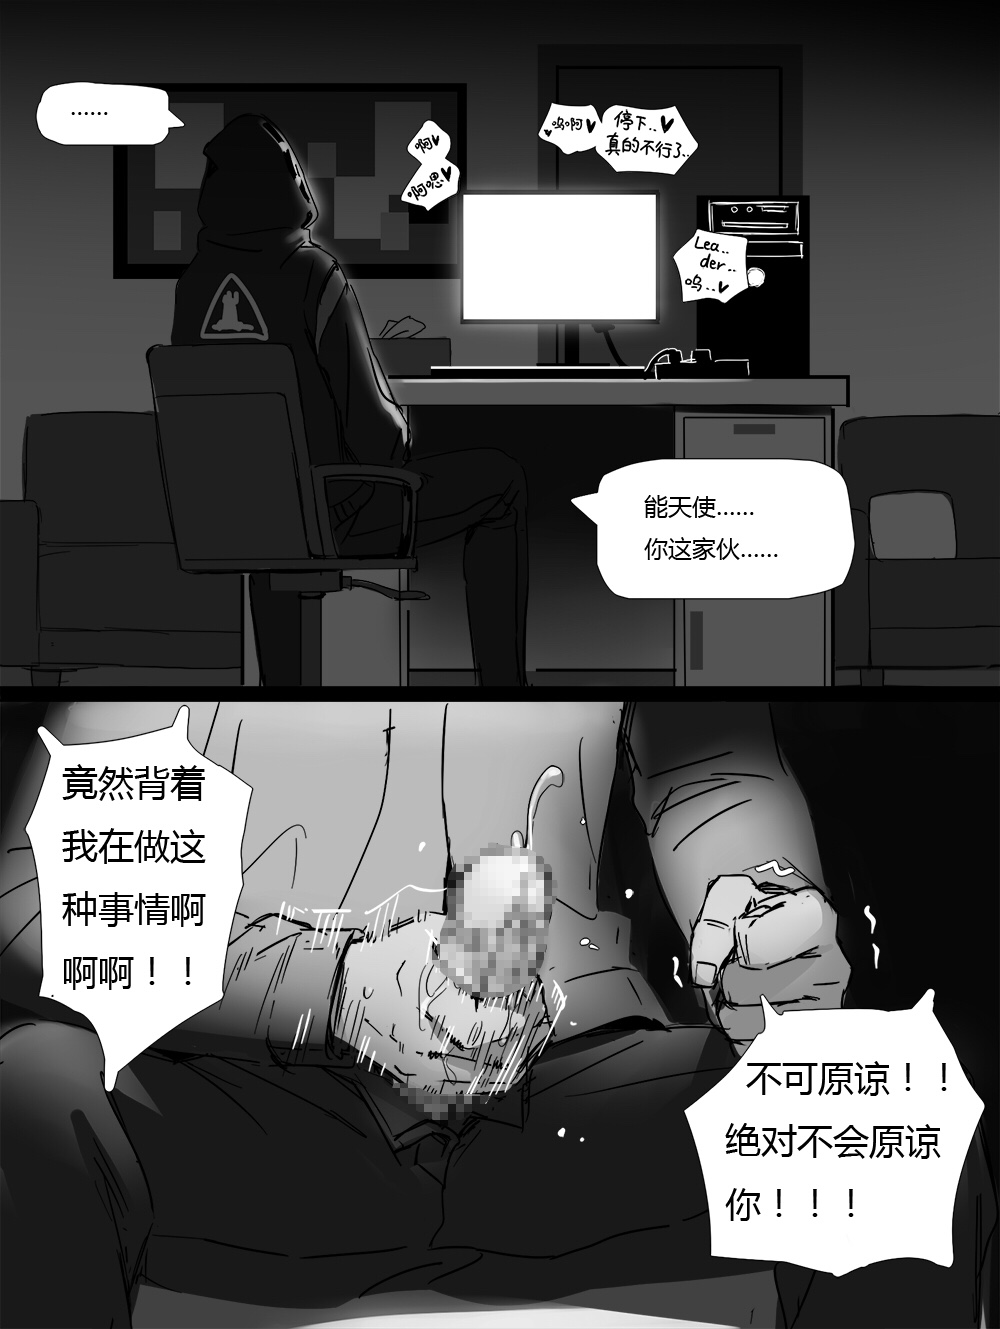 ……
啊♥
啊嗯♥
呜啊♥
停下..♥
真的不行了..
Lea..
der..
呜..♥
能天使……
你这家伙……
竟然背着
我在做这
种事情啊
啊啊！！
不可原谅！！
绝对不会原谅
你！！！